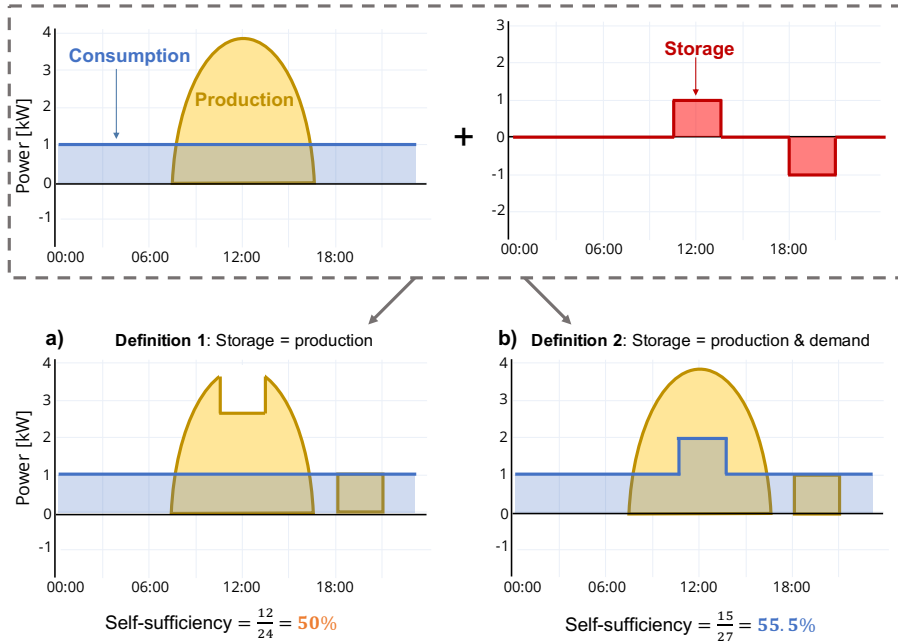 4
Consumption
3
Production
2
Power [kW]
1
0
-1
00:00 06:00 12:00 18:00
+
3
Storage
2
1
0
-1
-2
00:00 06:00 12:00 18:00
a) Definition 1: Storage = production
4
3
Power [kW]
2
1
0
-1
00:00 06:00 12:00 18:00
Self-sufficiency = 12/24 = 50%
b) Definition 2: Storage = production & demand
4
3
Power [kW]
2
1
0
-1
00:00 06:00 12:00 18:00
Self-sufficiency = 15/27 = 55.5%